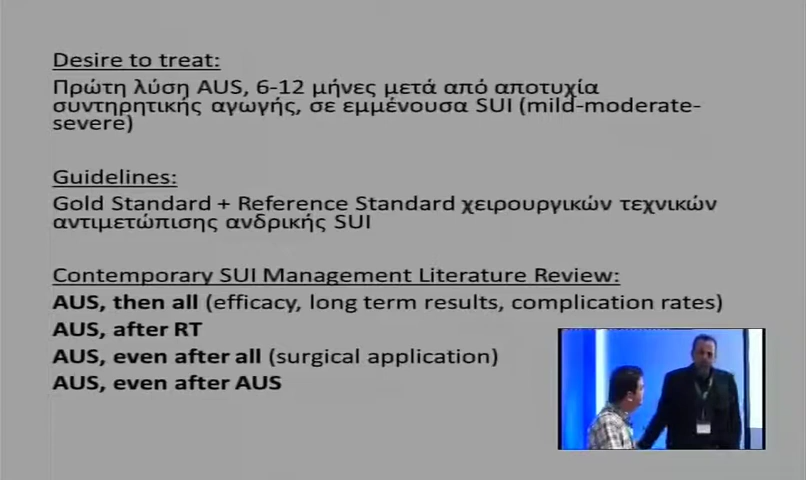 Desire to treat:
Πρώτη λύση AUS, 6-12 μήνες μετά από αποτυχία
συντηρητικής αγωγής, σε εμμένουσα SUI (mild-moderate-
severe)
Guidelines:
Gold Standard + Reference Standard χειρουργικών τεχνικών
αντιμετώπισης ανδρικής SUI
Contemporary SUI Management Literature Review:
AUS, then all (efficacy, long term results, complication rates)
AUS, after RT
AUS, even after all (surgical application)
AUS, even after AUS